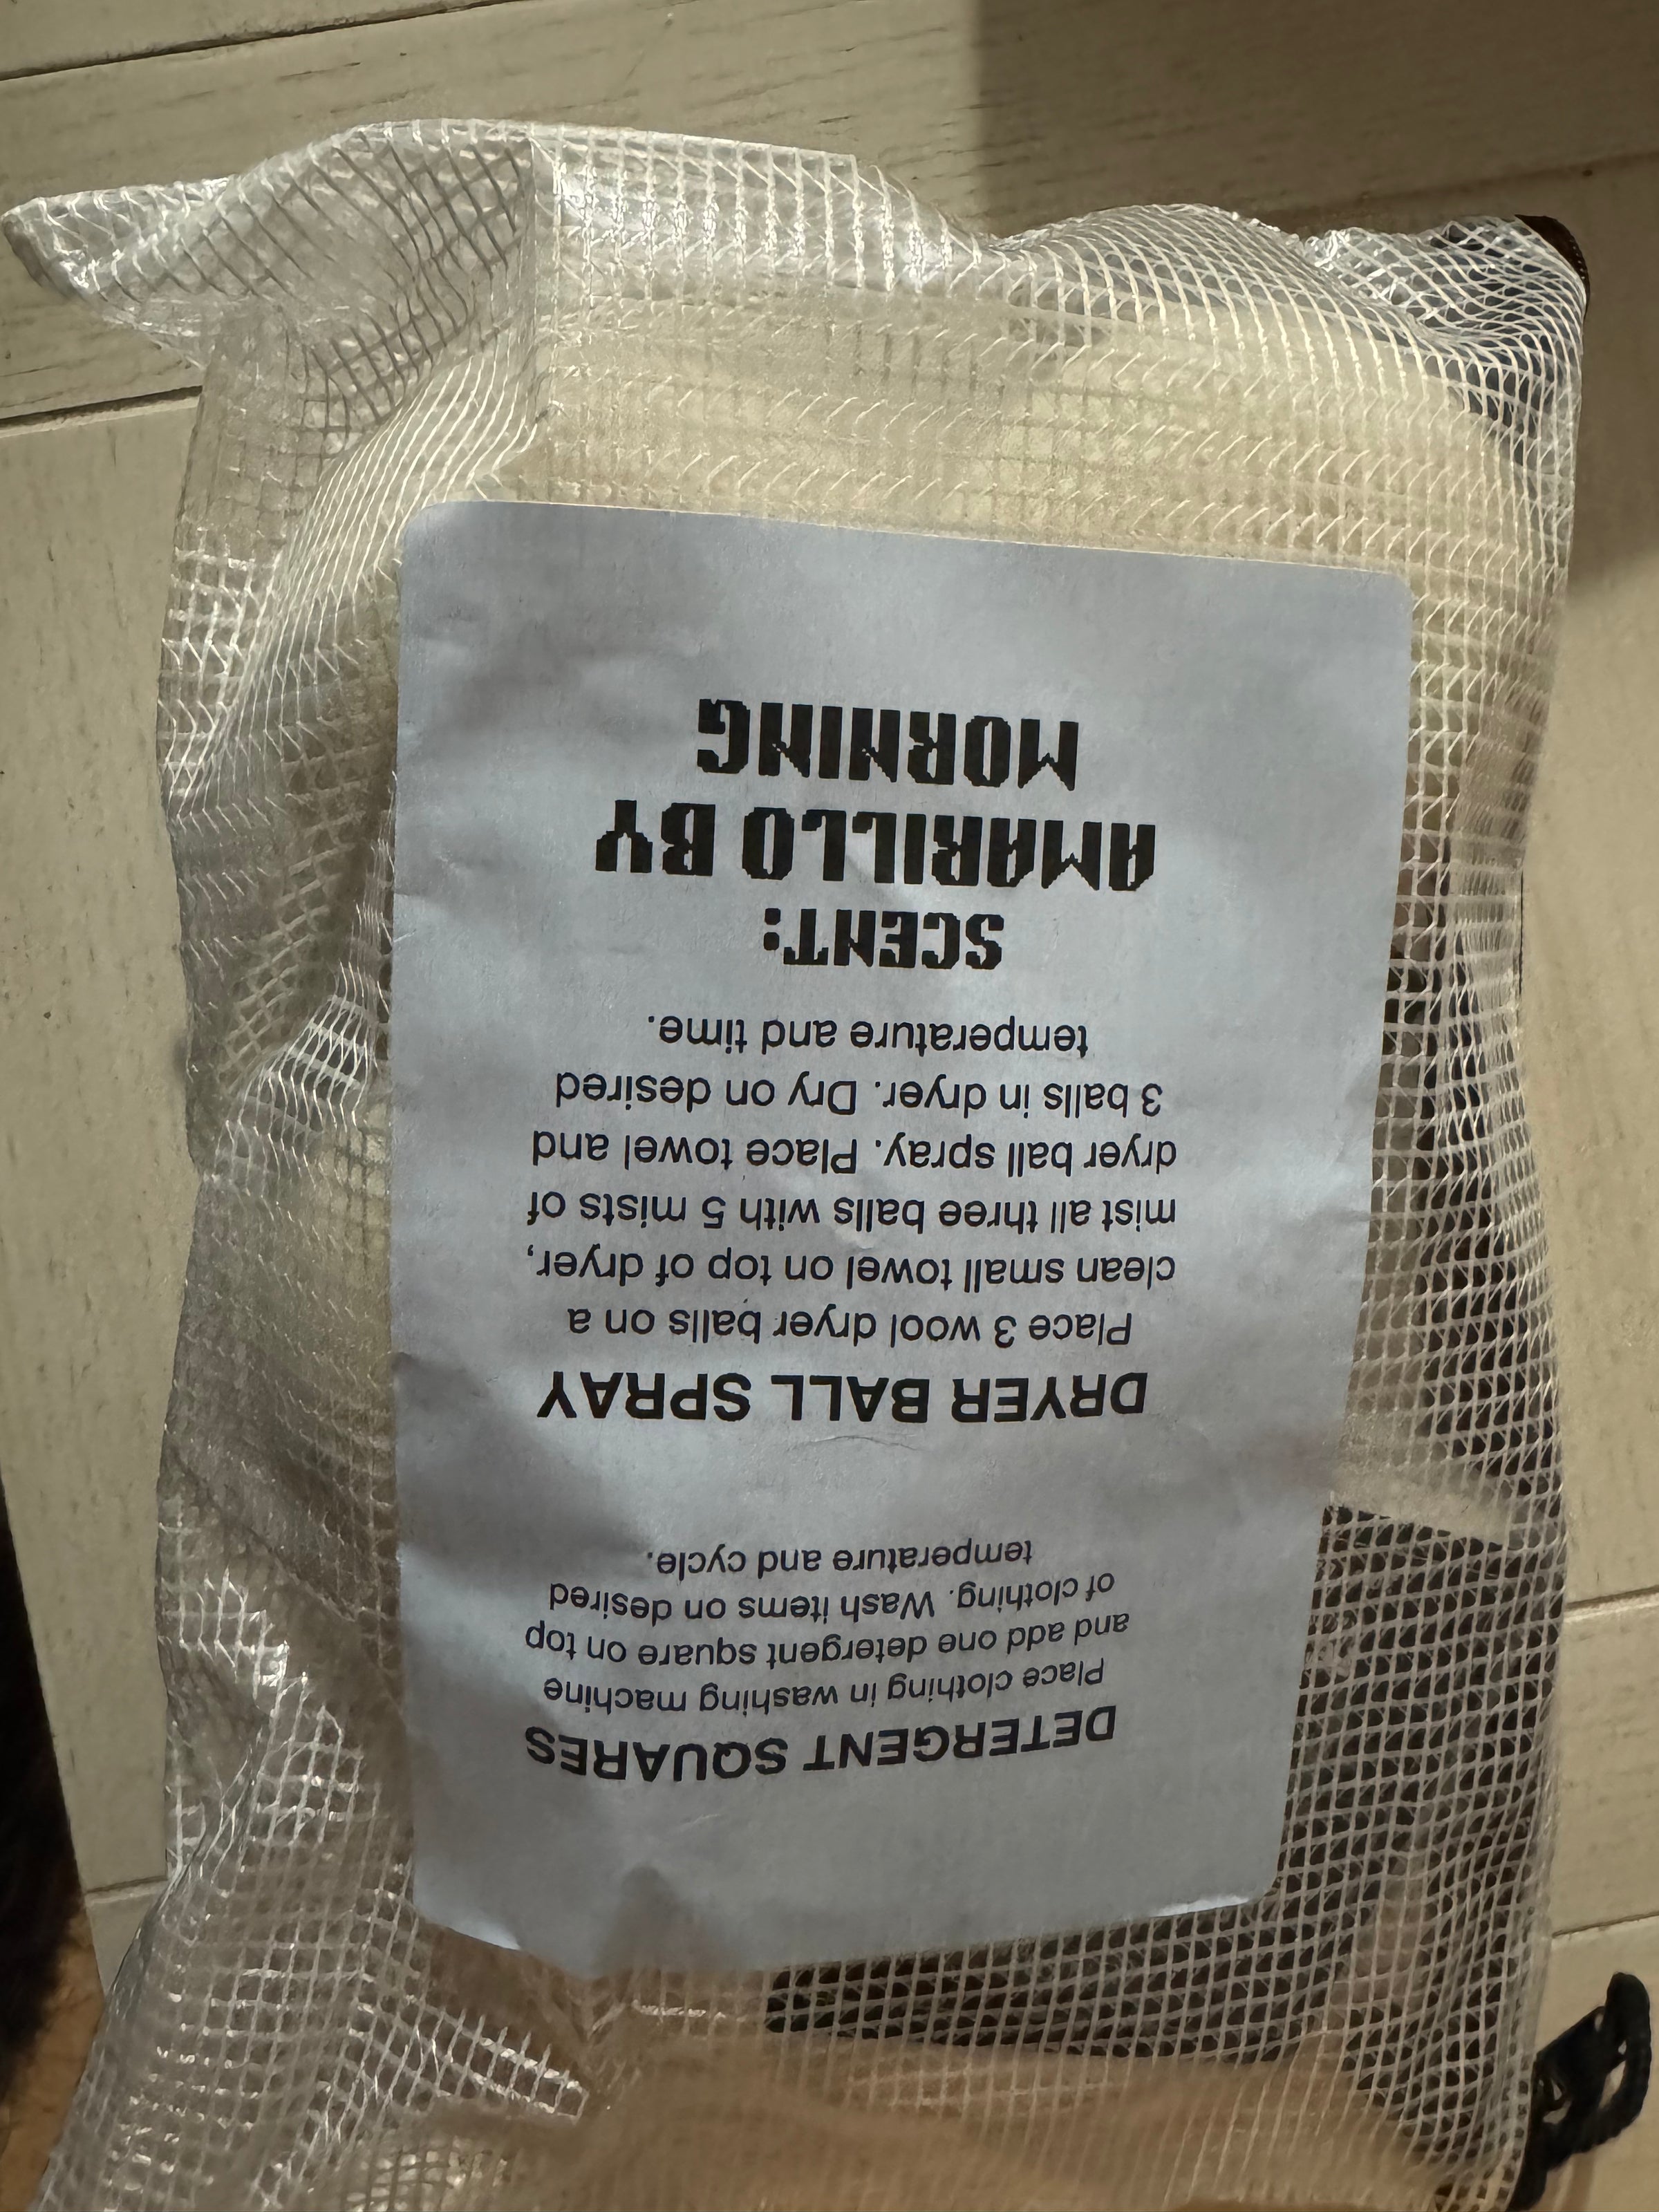 DETERGENT SQUARES
Place clothing in washing machine
and add one detergent square on top
of clothing. Wash items on desired
temperature and cycle.
DRYER BALL SPRAY
Place 3 wool dryer balls on a
clean small towel on top of dryer,
mist all three balls with 5 mists of
dryer ball spray. Place towel and
3 balls in dryer. Dry on desired
temperature and time.
SCENT:
AMARILLO BY
MORNING